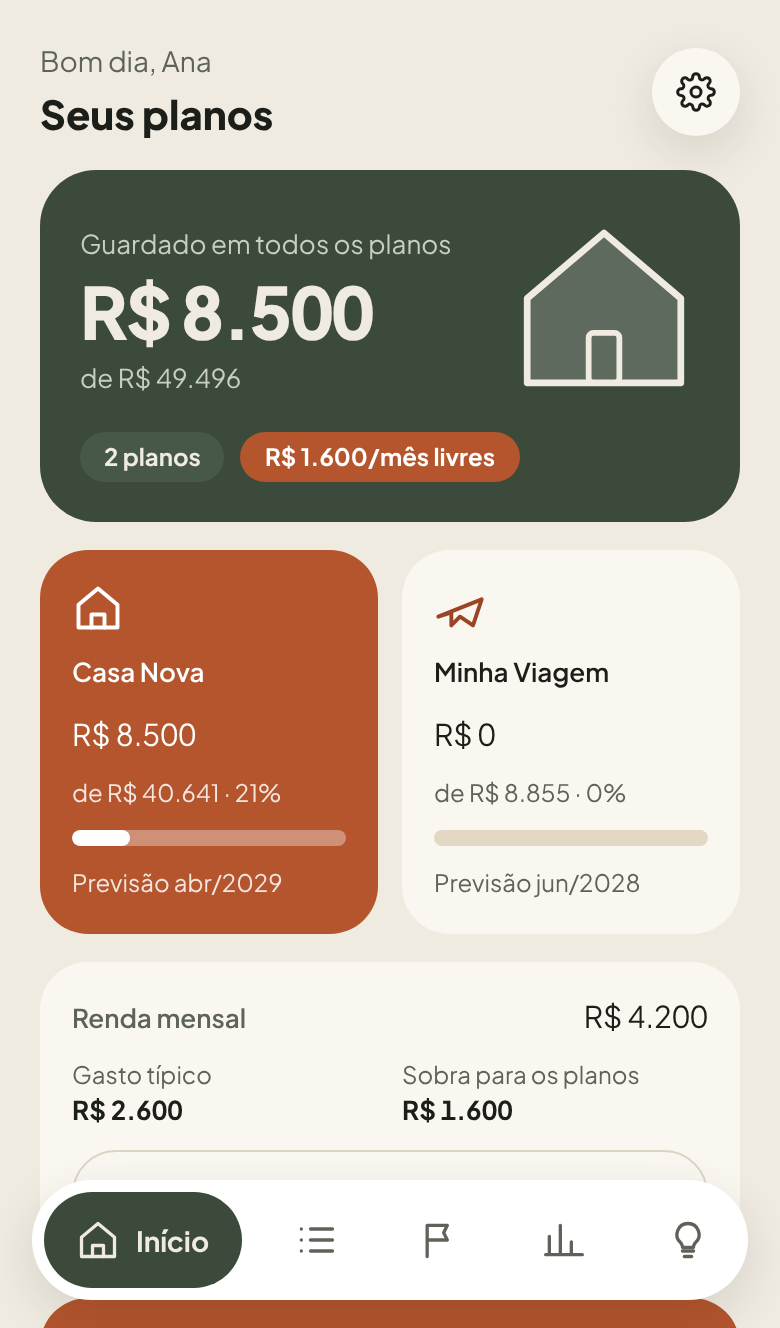 Bom dia, Ana
Seus planos
Guardado em todos os planos
R$ 8.500
de R$ 49.496
2 planos
R$ 1.600/mês livres
Casa Nova
R$ 8.500
de R$ 40.641 · 21%
Previsão abr/2029
Minha Viagem
R$ 0
de R$ 8.855 · 0%
Previsão jun/2028
Renda mensal
R$ 4.200
Gasto típico
R$ 2.600
Sobra para os planos
R$ 1.600
Início